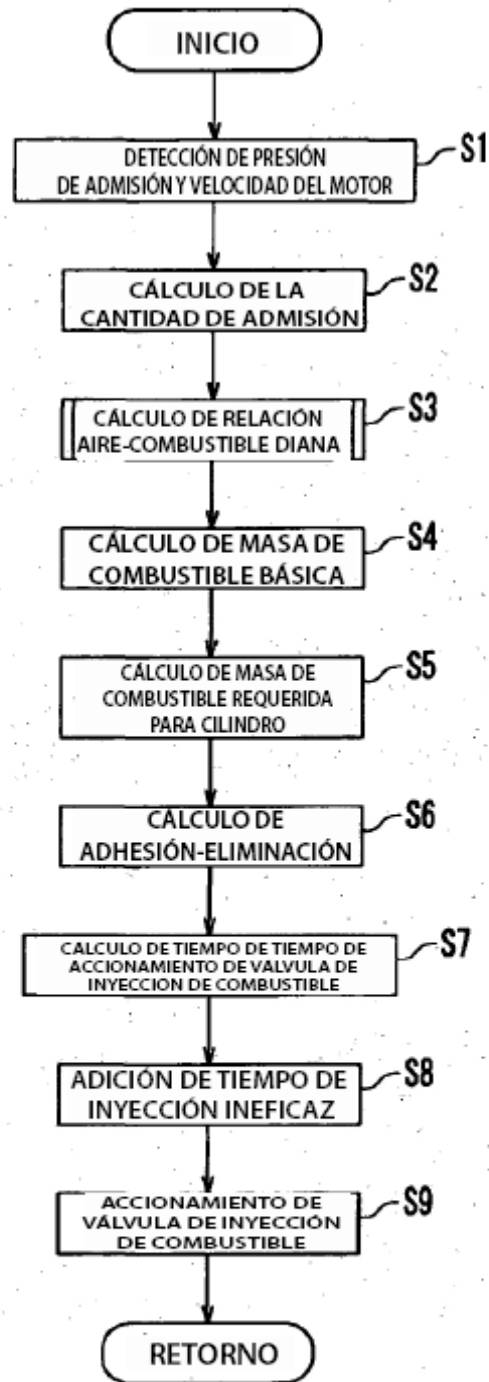 INICIO
DETECCIÓN DE PRESIÓN
DE ADMISIÓN Y VELOCIDAD DEL MOTOR
S1
CÁLCULO DE LA
CANTIDAD DE ADMISIÓN
S2
CÁLCULO DE RELACIÓN
AIRE-COMBUSTIBLE DIANA
S3
CÁLCULO DE MASA DE
COMBUSTIBLE BÁSICA
S4
CÁLCULO DE MASA DE
COMBUSTIBLE REQUERIDA
PARA CILINDRO
S5
CÁLCULO DE
ADHESIÓN-ELIMINACIÓN
S6
CALCULO DE TIEMPO DE TIEMPO DE
ACCIONAMIENTO DE VALVULA DE
INYECCION DE COMBUSTIBLE
S7
ADICIÓN DE TIEMPO DE
INYECCIÓN INEFICAZ
S8
ACCIONAMIENTO DE
VÁLVULA DE INYECCIÓN
DE COMBUSTIBLE
S9
RETORNO